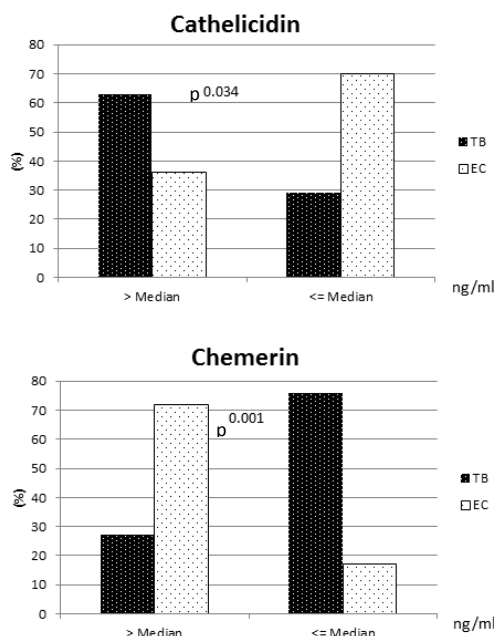 Cathelicidin
80
70
60
50
40
30
20
10
0
(%)
p 0.034
TB
EC
> Median
<= Median
ng/ml
Chemerin
80
70
60
50
40
30
20
10
0
(%)
p 0.001
TB
EC
> Median
<= Median
ng/ml